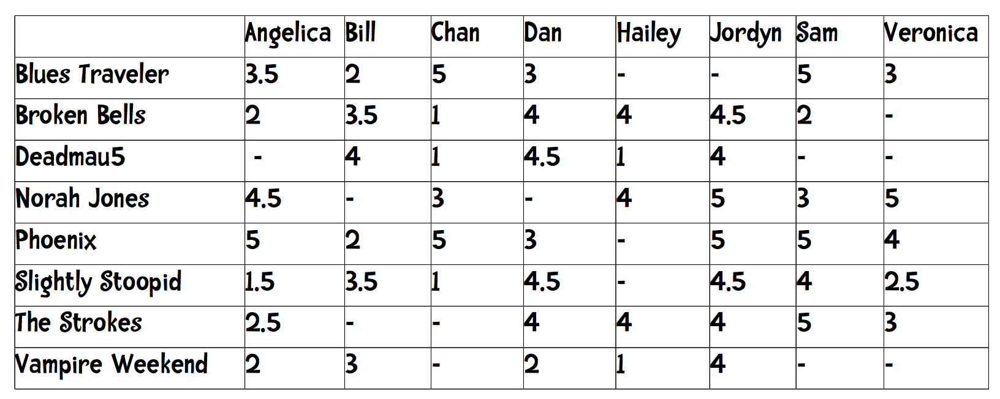 Angelica Bill Chan Dan Hailey Jordyn Sam Veronica
Blues Traveler 3.5 2 5 3 - - 5 3
Broken Bells 2 3.5 1 4 4 4.5 2 -
Deadmau5 - 4 1 4.5 1 4 - -
Norah Jones 4.5 - 3 - 4 5 3 5
Phoenix 5 2 5 3 - 5 5 4
Slightly Stoopid 1.5 3.5 1 4.5 - 4.5 4 2.5
The Strokes 2.5 - - 4 4 4 5 3
Vampire Weekend 2 3 - 2 1 4 - -